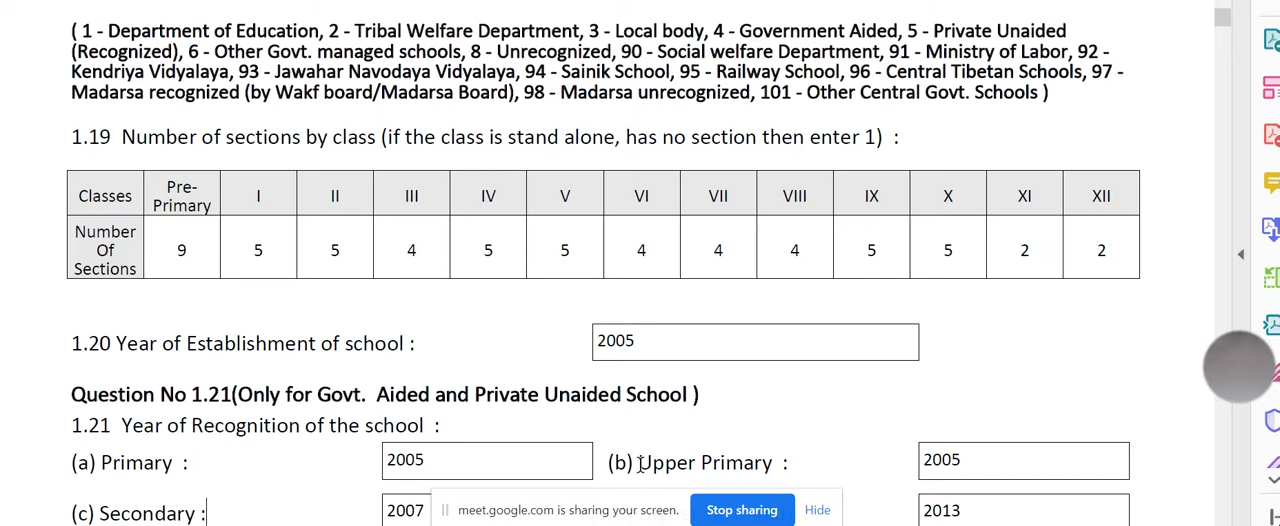 ( 1 - Department of Education, 2 - Tribal Welfare Department, 3 - Local body, 4 - Government Aided, 5 - Private Unaided
(Recognized), 6 - Other Govt. managed schools, 8 - Unrecognized, 90 - Social welfare Department, 91 - Ministry of Labor, 92 -
Kendriya Vidyalaya, 93 - Jawahar Navodaya Vidyalaya, 94 - Sainik School, 95 - Railway School, 96 - Central Tibetan Schools, 97 -
Madarsa recognized (by Wakf board/Madarsa Board), 98 - Madarsa unrecognized, 101 - Other Central Govt. Schools )
1.19 Number of sections by class (if the class is stand alone, has no section then enter 1) :
Classes Pre-Primary I II III IV V VI VII VIII IX X XI XII
Number Of Sections 9 5 5 4 5 5 4 4 4 5 5 2 2
1.20 Year of Establishment of school : 2005
Question No 1.21(Only for Govt. Aided and Private Unaided School )
1.21 Year of Recognition of the school :
(a) Primary : 2005 (b) Upper Primary : 2005
(c) Secondary : 2007 2013
meet.google.com is sharing your screen. Stop sharing Hide